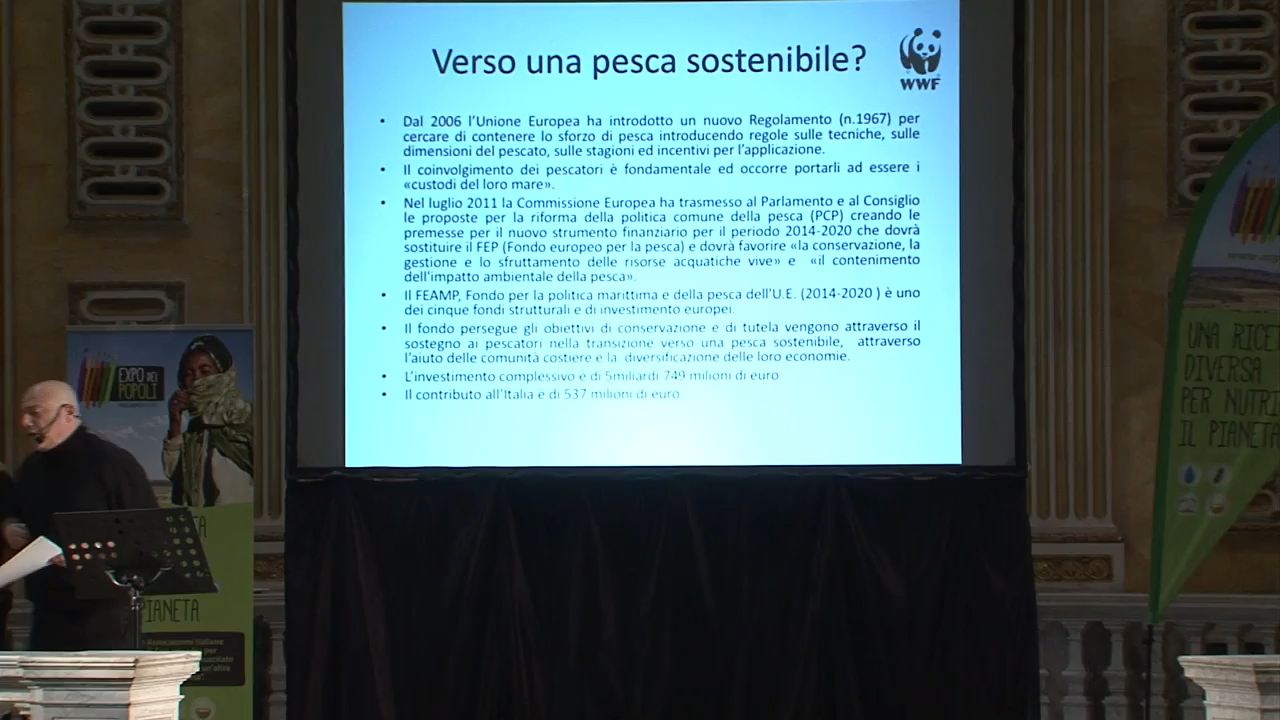 Verso una pesca sostenibile?
WWF
• Dal 2006 l'Unione Europea ha introdotto un nuovo Regolamento (n.1967) per
cercare di contenere lo sforzo di pesca introducendo regole sulle tecniche, sulle
dimensioni del pescato, sulle stagioni ed incentivi per l'applicazione.
• Il coinvolgimento dei pescatori è fondamentale ed occorre portarli ad essere i
«custodi del loro mare».
• Nel luglio 2011 la Commissione Europea ha trasmesso al Parlamento e al Consiglio
le proposte per la riforma della politica comune della pesca (PCP) creando le
premesse per il nuovo strumento finanziario per il periodo 2014-2020 che dovrà
sostituire il FEP (Fondo europeo per la pesca) e dovrà favorire «la conservazione, la
gestione e lo sfruttamento delle risorse acquatiche vive» e «il contenimento
dell'impatto ambientale della pesca».
• Il FEAMP, Fondo per la politica marittima e della pesca dell'U.E. (2014-2020 ) è uno
dei cinque fondi strutturali e di investimento europei.
• Il fondo persegue gli obiettivi di conservazione e di tutela vengono attraverso il
sostegno ai pescatori nella transizione verso una pesca sostenibile, attraverso
l'aiuto delle comunità costiere e la diversificazione delle loro economie.
• L'investimento complessivo è di 5miliardi 749 milioni di euro
• Il contributo all'Italia è di 537 milioni di euro.
EXPO DEI
POPOLI
PIANETA
Associazioni italiane
per
UNA RICE
DIVERSA
PER NUTRI
IL PIANETA